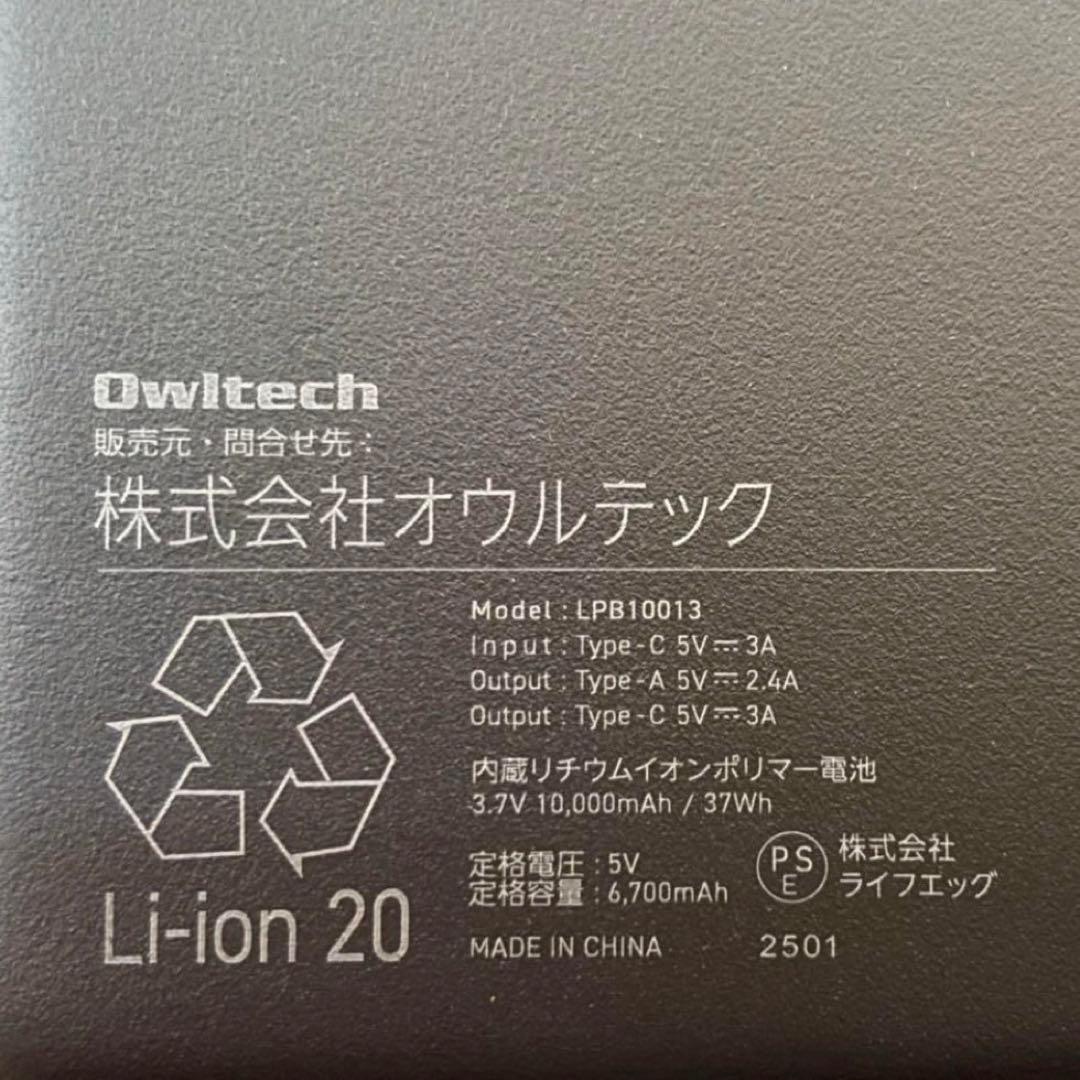 Owltech
販売元・問合せ先：
株式会社オウルテック
Model : LPB10013
Input : Type-C 5V⎓3A
Output : Type-A 5V⎓2.4A
Output : Type-C 5V⎓3A
内蔵リチウムイオンポリマー電池
3.7V 10,000mAh / 37Wh
定格電圧 : 5V
定格容量 : 6,700mAh
PS
E
株式会社
ライフエッグ
MADE IN CHINA
2501
Li-ion 20